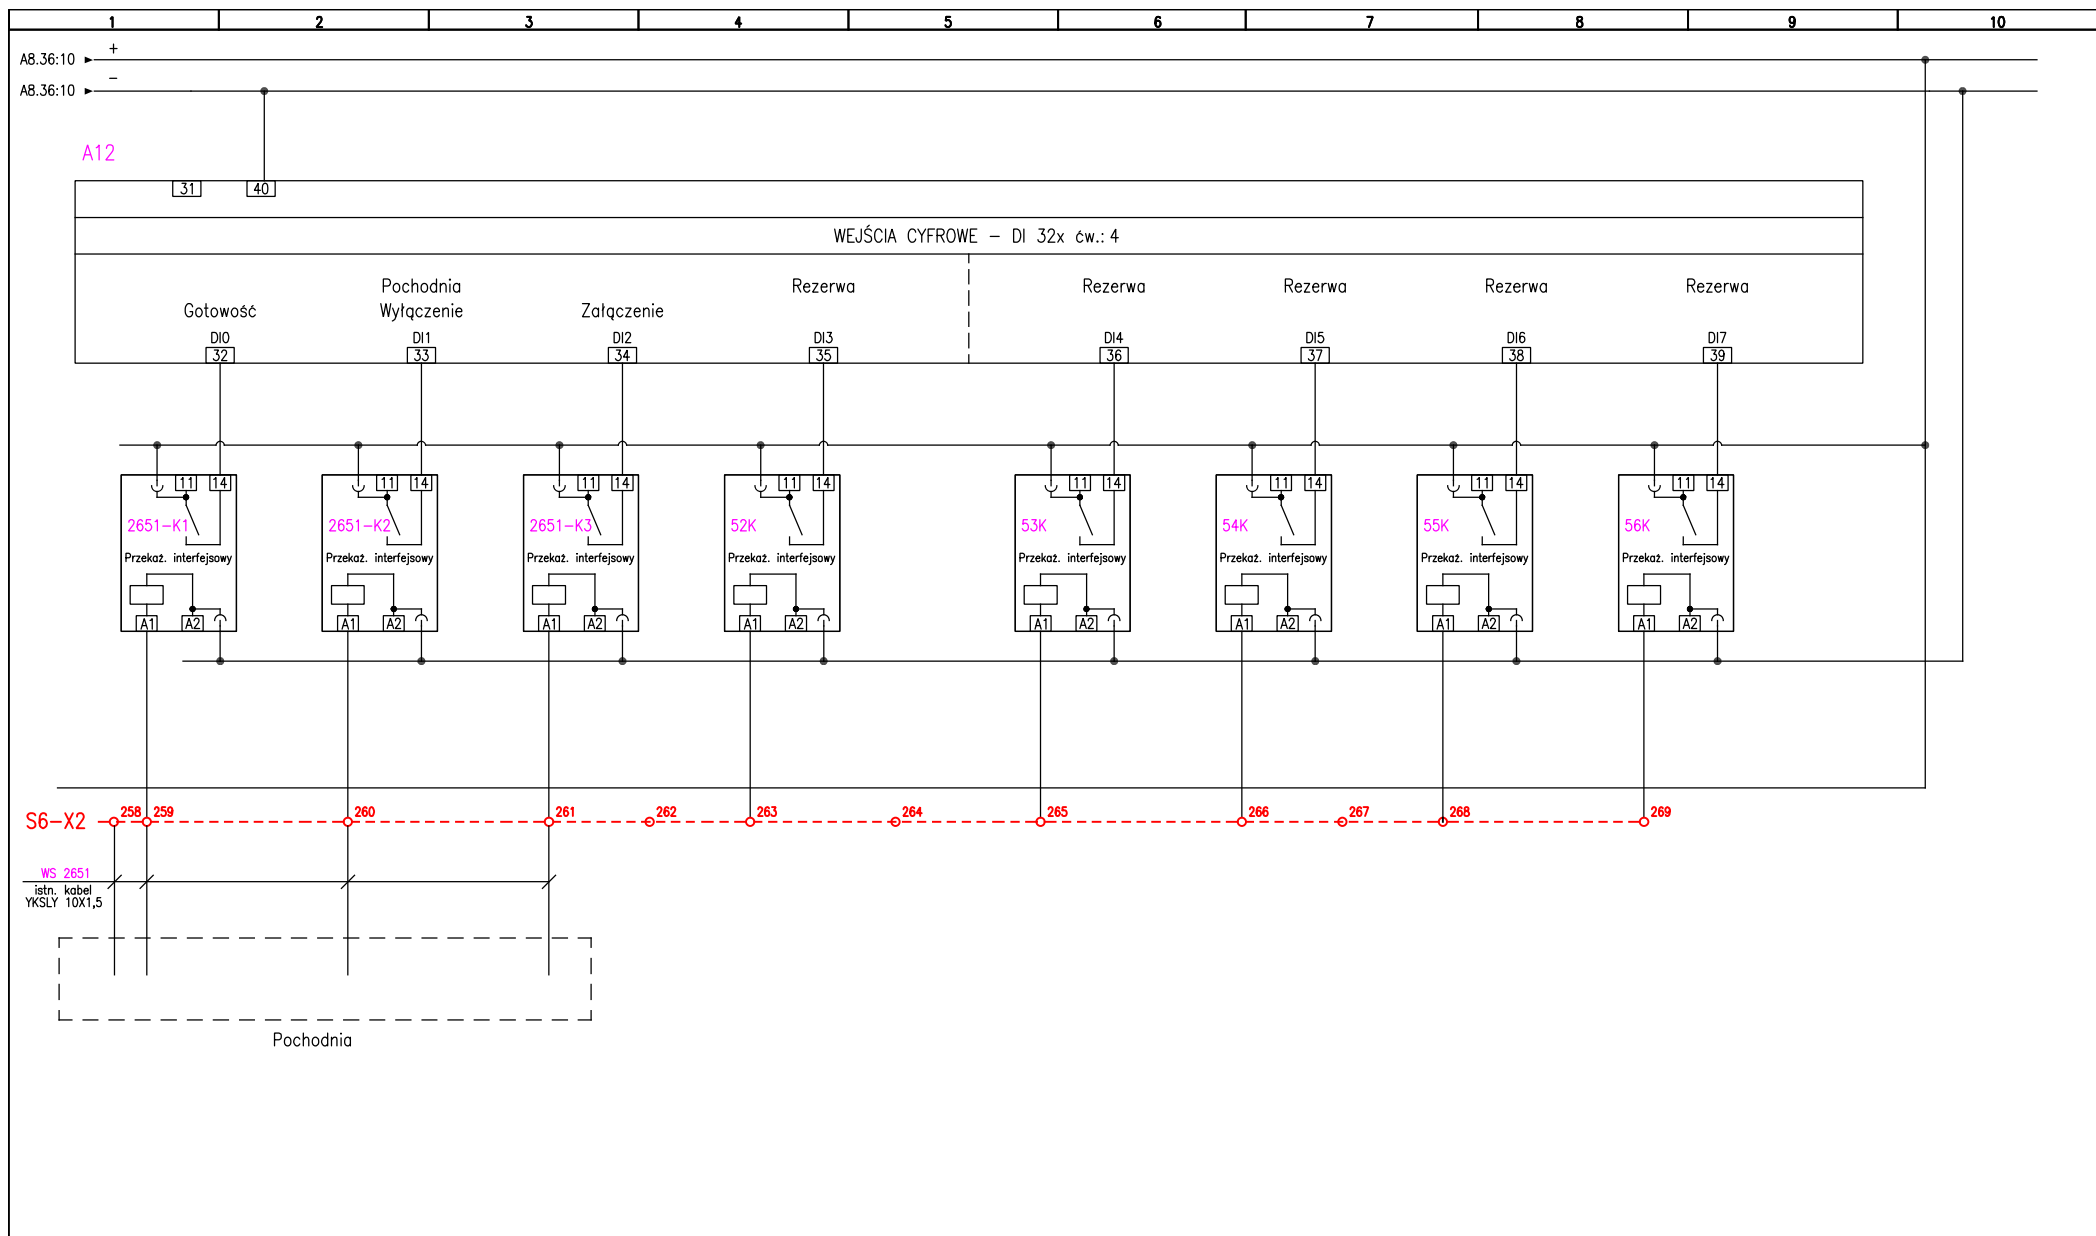 1 2 3 4 5 6 7 8 9 10
+
A8.36:10
−
A8.36:10
A12
31 40
WEJŚCIA CYFROWE − DI 32x ćw.: 4
Pochodnia Rezerwa Rezerwa Rezerwa Rezerwa Rezerwa
Gotowość Wyłączenie Załączenie
DI0 DI1 DI2 DI3 DI4 DI5 DI6 DI7
32 33 34 35 36 37 38 39
11 14 11 14 11 14 11 14 11 14 11 14 11 14 11 14
2651−K1 2651−K2 2651−K3 52K 53K 54K 55K 56K
Przekaź. interfejsowy Przekaź. interfejsowy Przekaź. interfejsowy Przekaź. interfejsowy Przekaź. interfejsowy Przekaź. interfejsowy Przekaź. interfejsowy Przekaź. interfejsowy
A1 A2 A1 A2 A1 A2 A1 A2 A1 A2 A1 A2 A1 A2 A1 A2
S6−X2 258 259 260 261 262 263 264 265 266 267 268 269
WS 2651
istn. kabel
YKSLY 10X1,5
Pochodnia